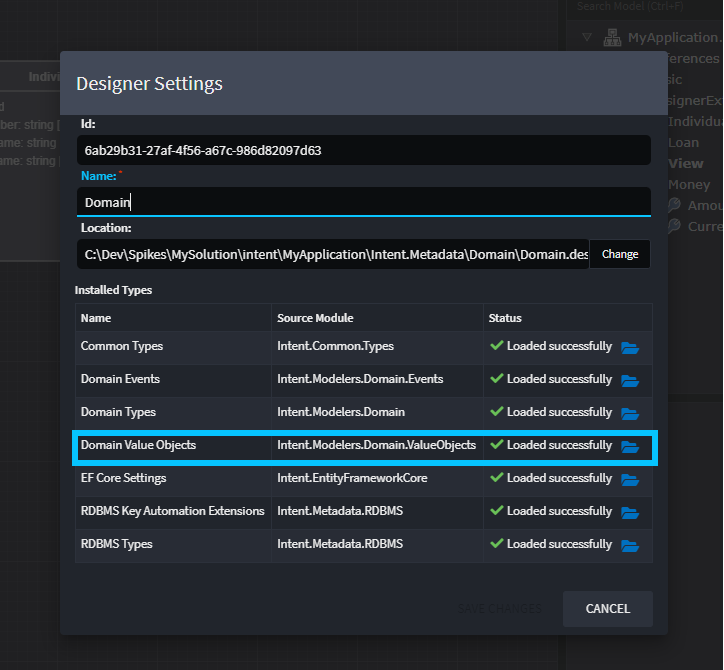 Search Model (Ctrl+F)
MyApplication.
Designer Settings
ferences
Indivi
sic
signerExt
d
Id:
Individua
ber: string [
6ab29b31-27af-4f56-a67c-986d82097d63
ame: string
Loan
ame: string [
Name:*
View
Money
Domain
Amou
Location:
Curre
C:\Dev\Spikes\MySolution\intent\MyApplication\Intent.Metadata\Domain\Domain.des Change
Installed Types
Name Source Module Status
Common Types Intent.Common.Types Loaded successfully
Domain Events Intent.Modelers.Domain.Events Loaded successfully
Domain Types Intent.Modelers.Domain Loaded successfully
Domain Value Objects Intent.Modelers.Domain.ValueObjects Loaded successfully
EF Core Settings Intent.EntityFrameworkCore Loaded successfully
RDBMS Key Automation Extensions Intent.Metadata.RDBMS Loaded successfully
RDBMS Types Intent.Metadata.RDBMS Loaded successfully
SAVE CHANGES CANCEL